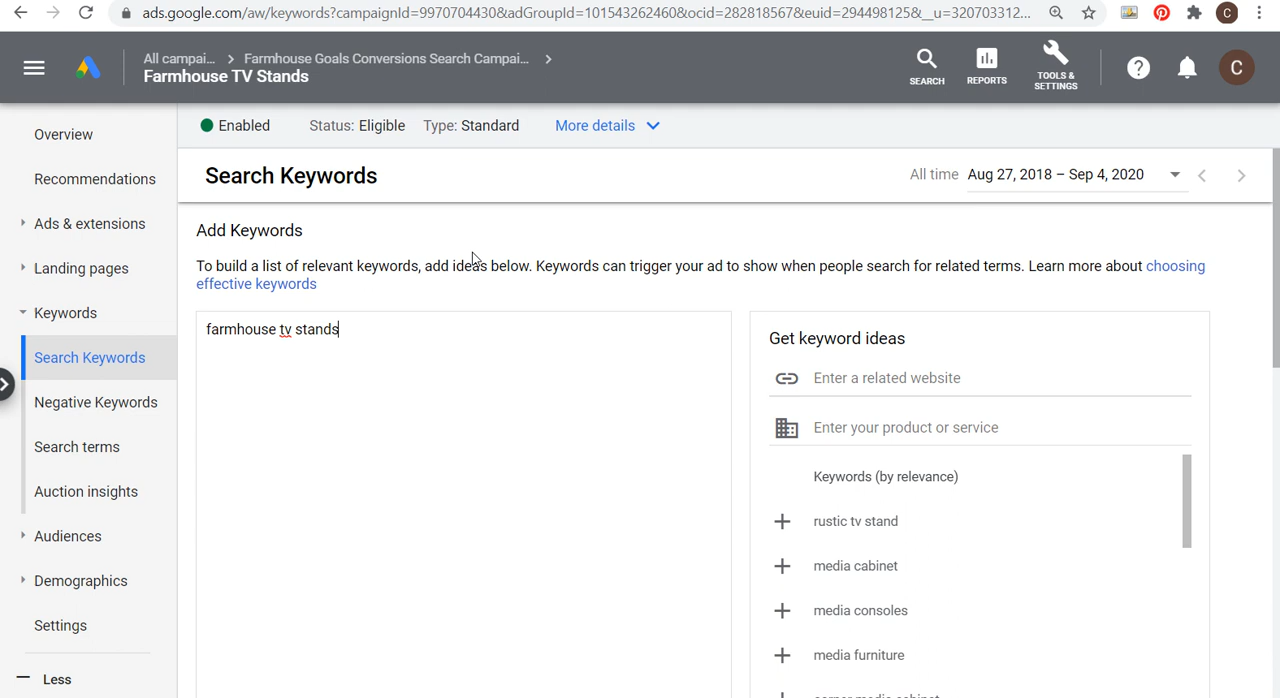 ads.google.com/aw/keywords?campaignId=9970704430&adGroupId=101543262460&ocid=282818567&euid=294498125&__u=320703312...
C
All campai... Farmhouse Goals Conversions Search Campai...
Farmhouse TV Stands
SEARCH
REPORTS
TOOLS &
SETTINGS
?
C
Overview
Recommendations
Ads & extensions
Landing pages
Keywords
Search Keywords
Negative Keywords
Search terms
Auction insights
Audiences
Demographics
Settings
Less
Enabled Status: Eligible Type: Standard More details
Search Keywords
All time Aug 27, 2018 – Sep 4, 2020
Add Keywords
To build a list of relevant keywords, add ideas below. Keywords can trigger your ad to show when people search for related terms. Learn more about choosing
effective keywords
farmhouse tv stands
Get keyword ideas
Enter a related website
Enter your product or service
Keywords (by relevance)
rustic tv stand
media cabinet
media consoles
media furniture